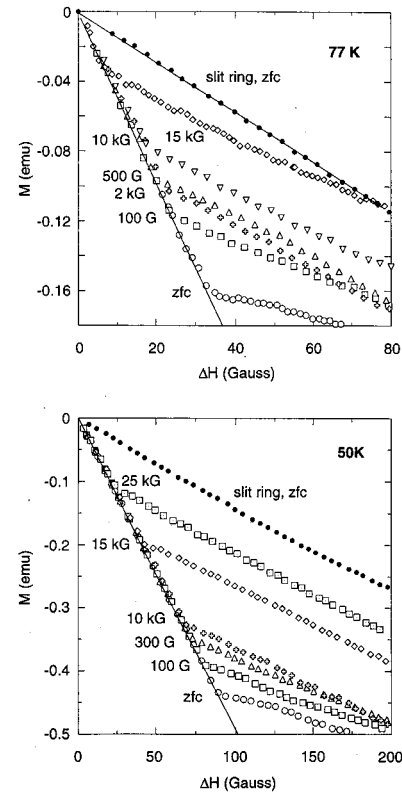 0
77 K
slit ring, zfc
-0.04
M (emu)
15 kG
10 kG
-0.08
500 G
2 kG
-0.12
100 G
-0.16
zfc
0 20 40 60 80
ΔH (Gauss)
0
50K
25 kG
slit ring, zfc
-0.1
15 kG
-0.2
M (emu)
-0.3
10 kG
300 G
100 G
-0.4
zfc
-0.5
0 50 100 150 200
ΔH (Gauss)